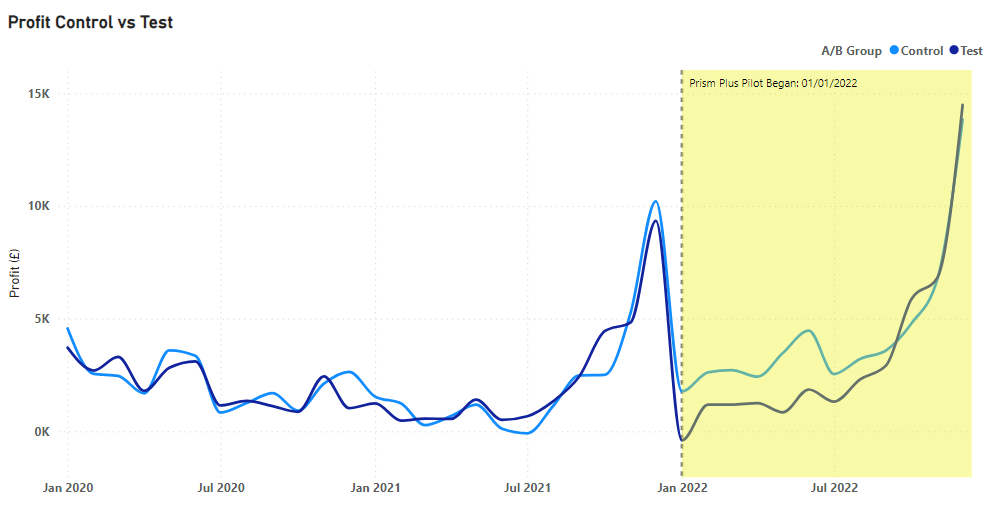 Profit Control vs Test
A/B Group Control Test
Prism Plus Pilot Began: 01/01/2022
15K
10K
5K
0K
Profit (£)
Jan 2020 Jul 2020 Jan 2021 Jul 2021 Jan 2022 Jul 2022